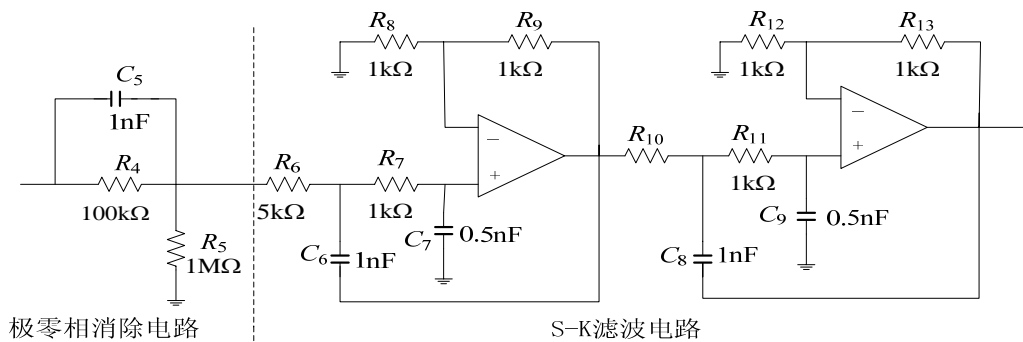 R8
1kΩ
R9
1kΩ
R12
1kΩ
R13
1kΩ
C5
1nF
R4
100kΩ
R5
1MΩ
R6
5kΩ
R7
1kΩ
−
+
C6
1nF
C7
0.5nF
R10
R11
1kΩ
−
+
C8
1nF
C9
0.5nF
极零相消除电路
S-K滤波电路